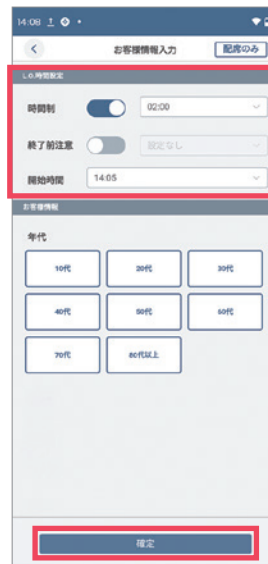 14:08
お客様情報入力
配席のみ
L.O.時間設定
時間制
02:00
終了前注意
設定なし
開始時間
14:05
お客様情報
年代
10代
20代
30代
40代
50代
60代
70代
80代以上
確定